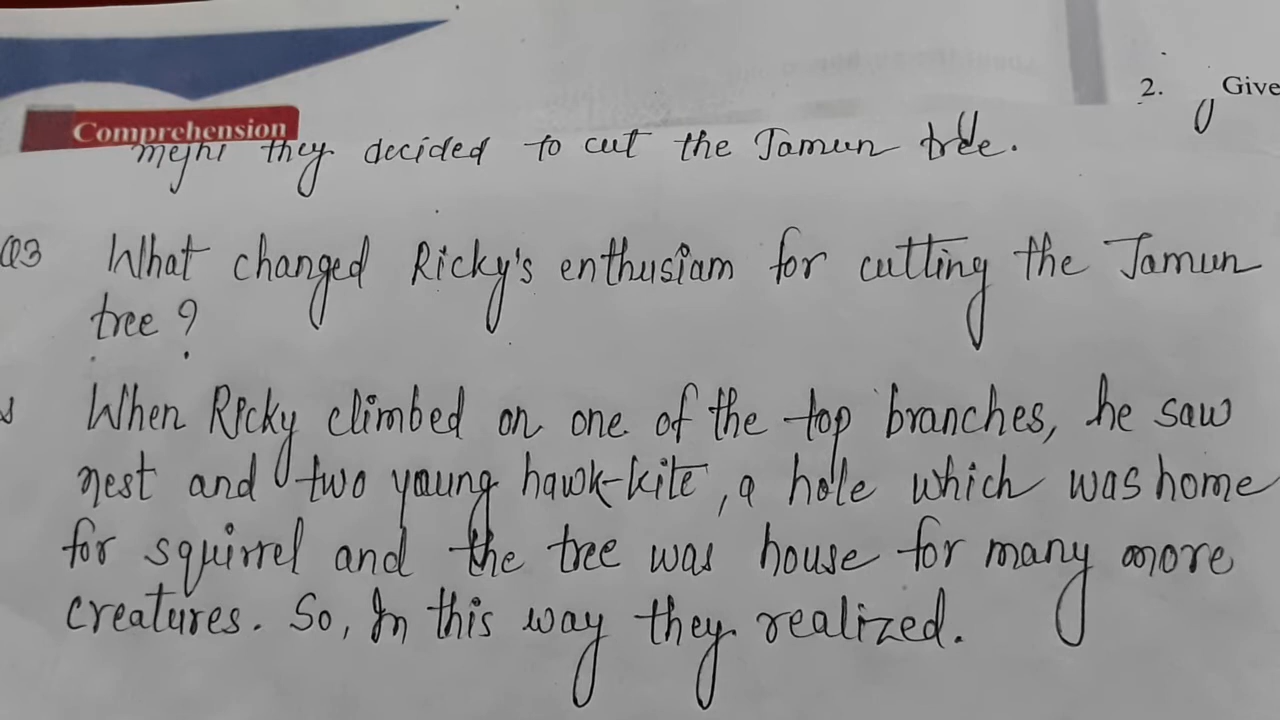 2. Give
Comprehension
they decided to cut the Jamun tree.
Q3 What changed Ricky's enthusiam for cutting the Jamun
tree ?
When Ricky climbed on one of the top branches, he saw
nest and two young hawk-kite, a hole which was home
for squirrel and the tree was house for many more
creatures. So, In this way they realized.